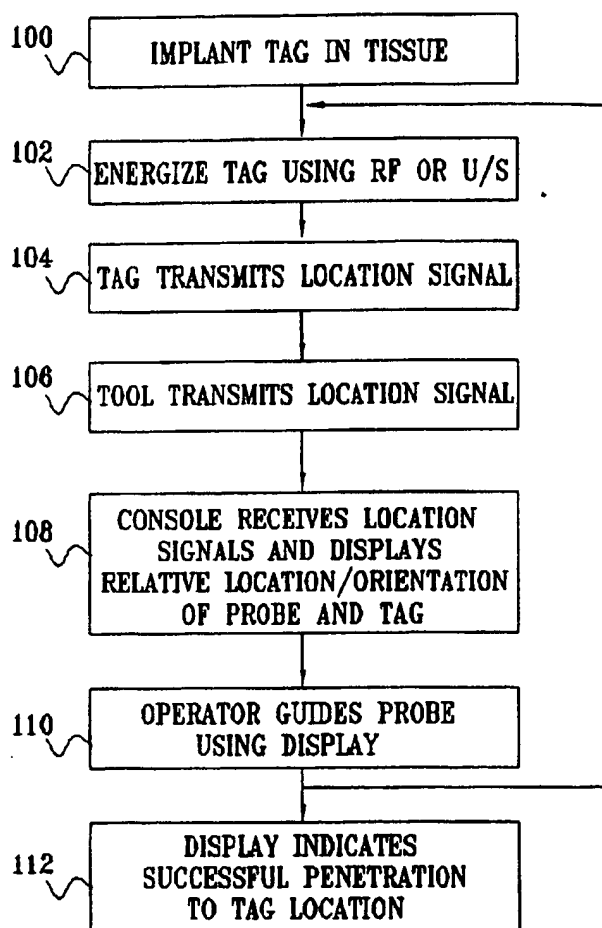 100
IMPLANT TAG IN TISSUE
102
ENERGIZE TAG USING RF OR U/S
104
TAG TRANSMITS LOCATION SIGNAL
106
TOOL TRANSMITS LOCATION SIGNAL
108
CONSOLE RECEIVES LOCATION
SIGNALS AND DISPLAYS
RELATIVE LOCATION/ORIENTATION
OF PROBE AND TAG
110
OPERATOR GUIDES PROBE
USING DISPLAY
112
DISPLAY INDICATES
SUCCESSFUL PENETRATION
TO TAG LOCATION